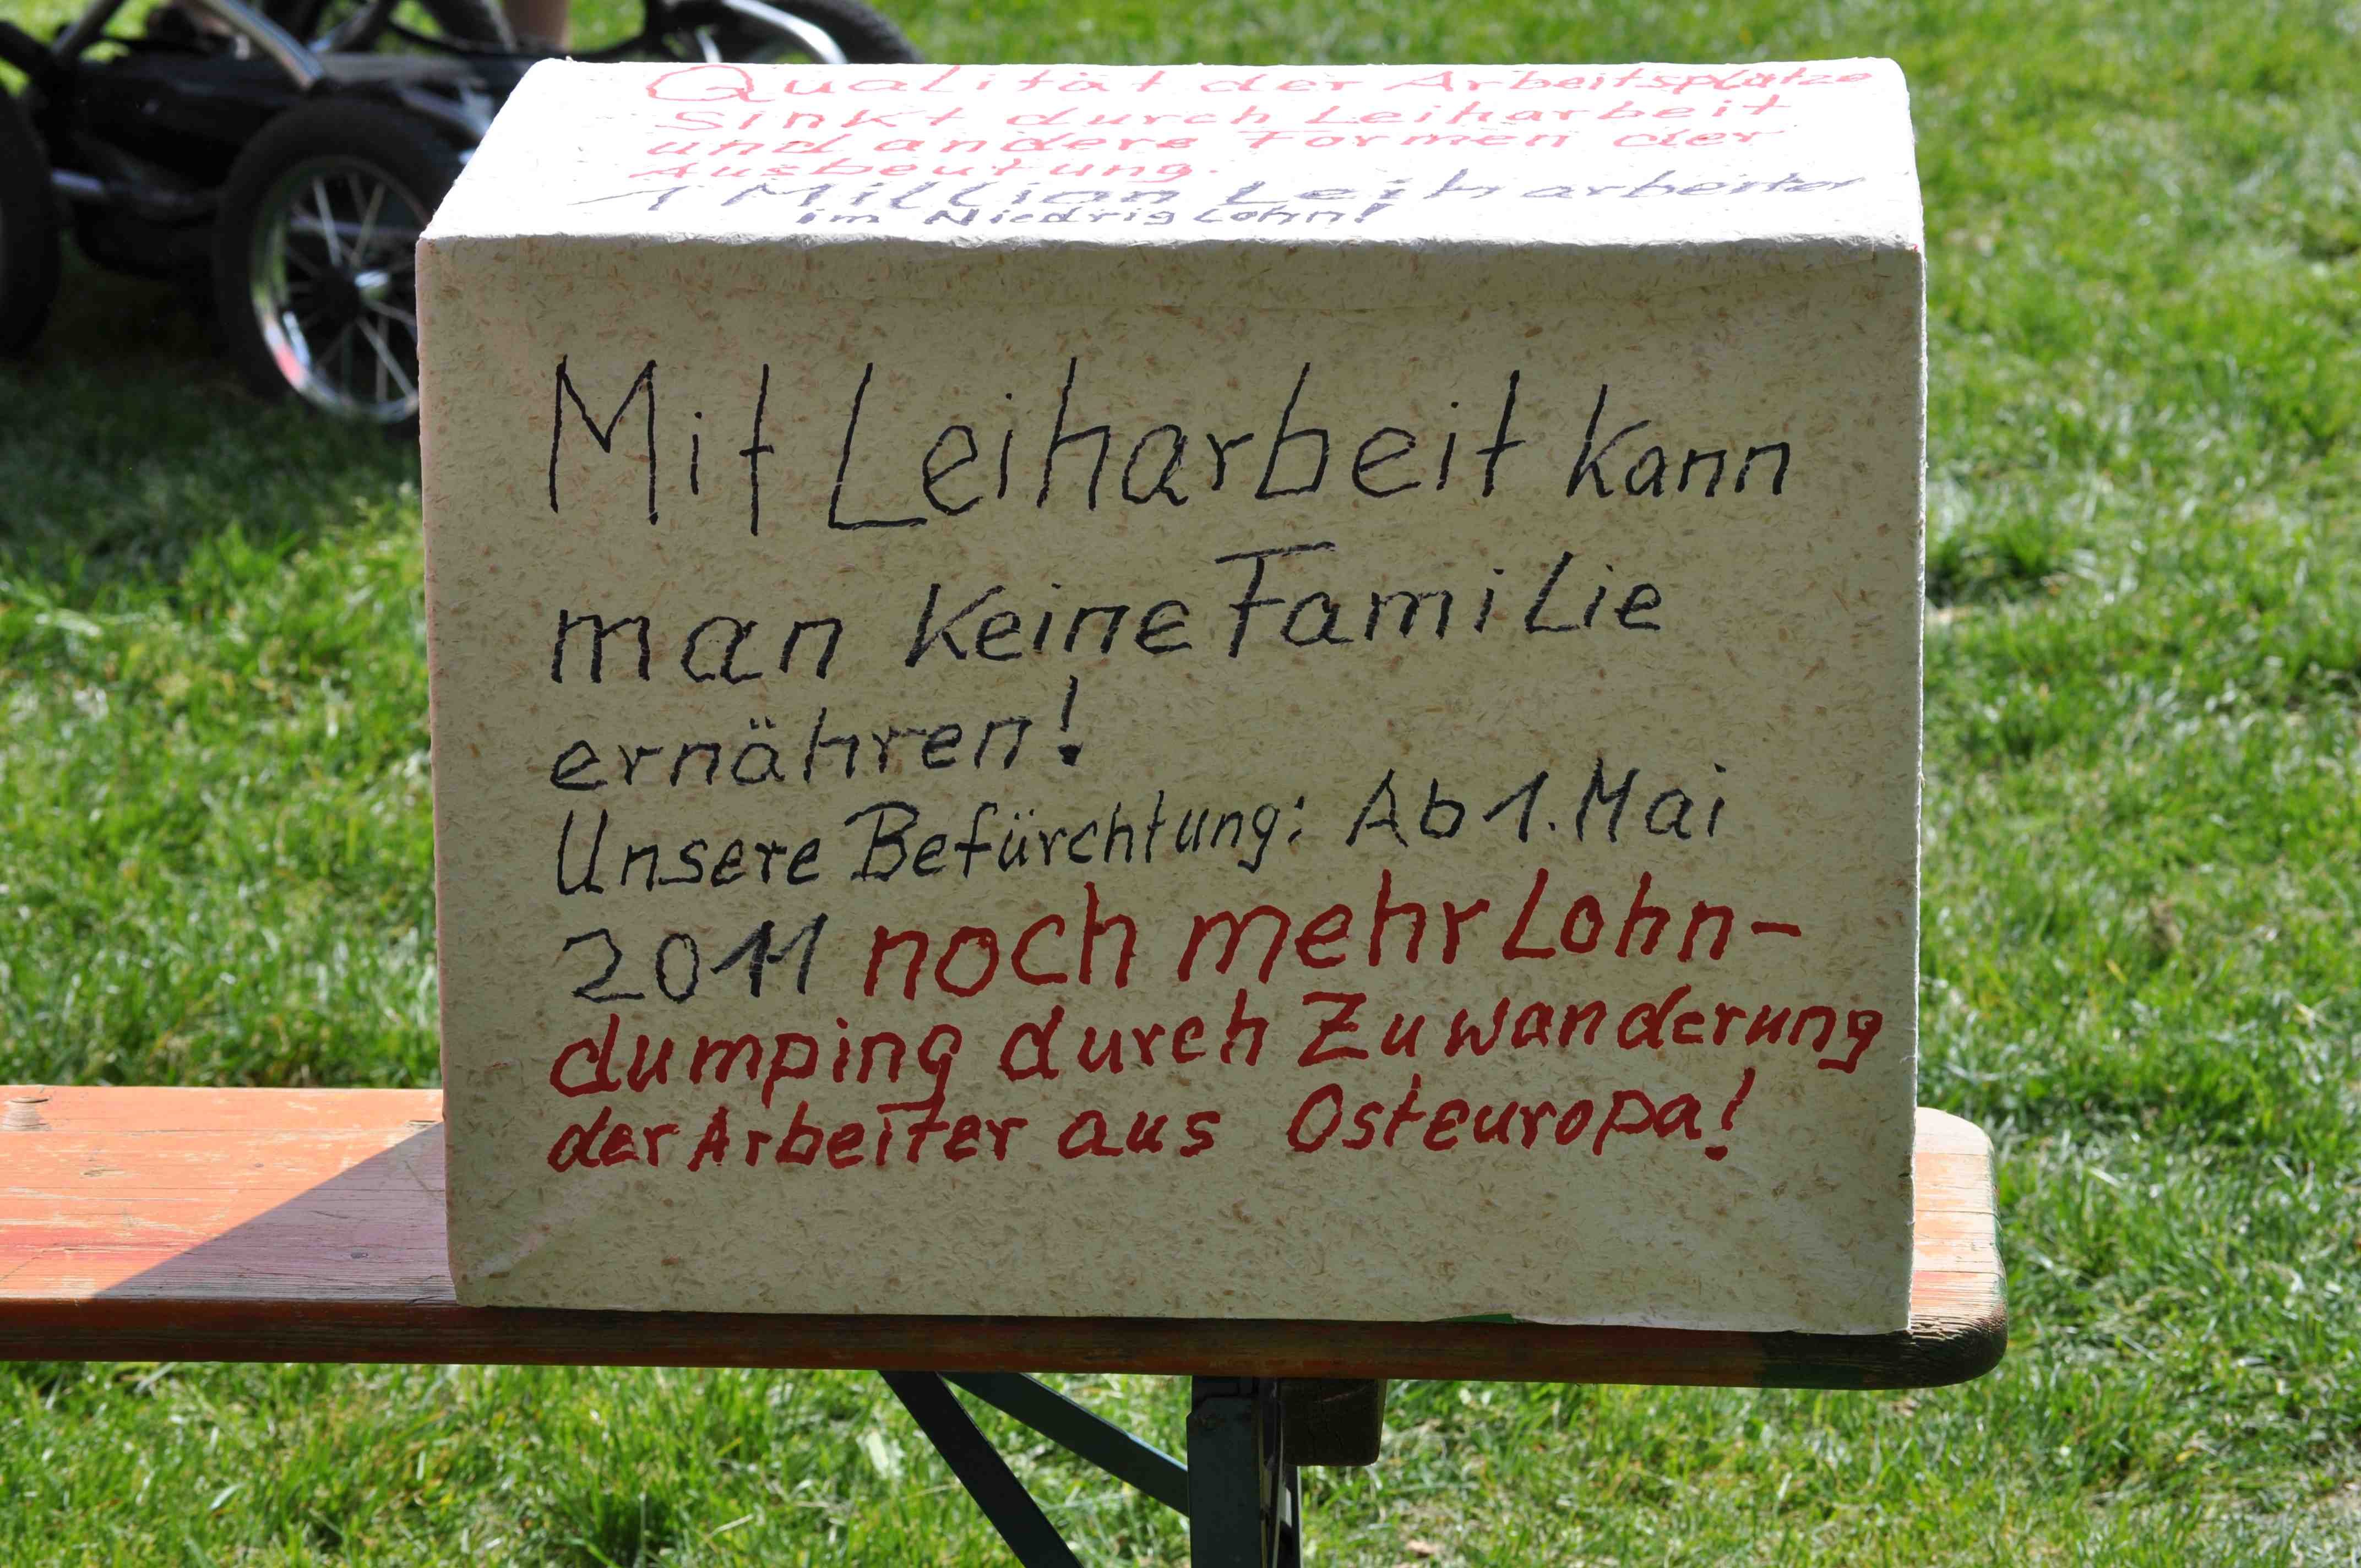 Qualität der Arbeitsplätze
Sinkt durch Leiharbeit
und andere Formen der
Ausbeutung.
1 Million Leiharbeiter
im Niedriglohn!
Mit Leiharbeit kann
man keine Familie
ernähren!
Unsere Befürchtung: Ab 1. Mai
2011 noch mehr Lohn-
dumping durch Zuwanderung
der Arbeiter aus Osteuropa!